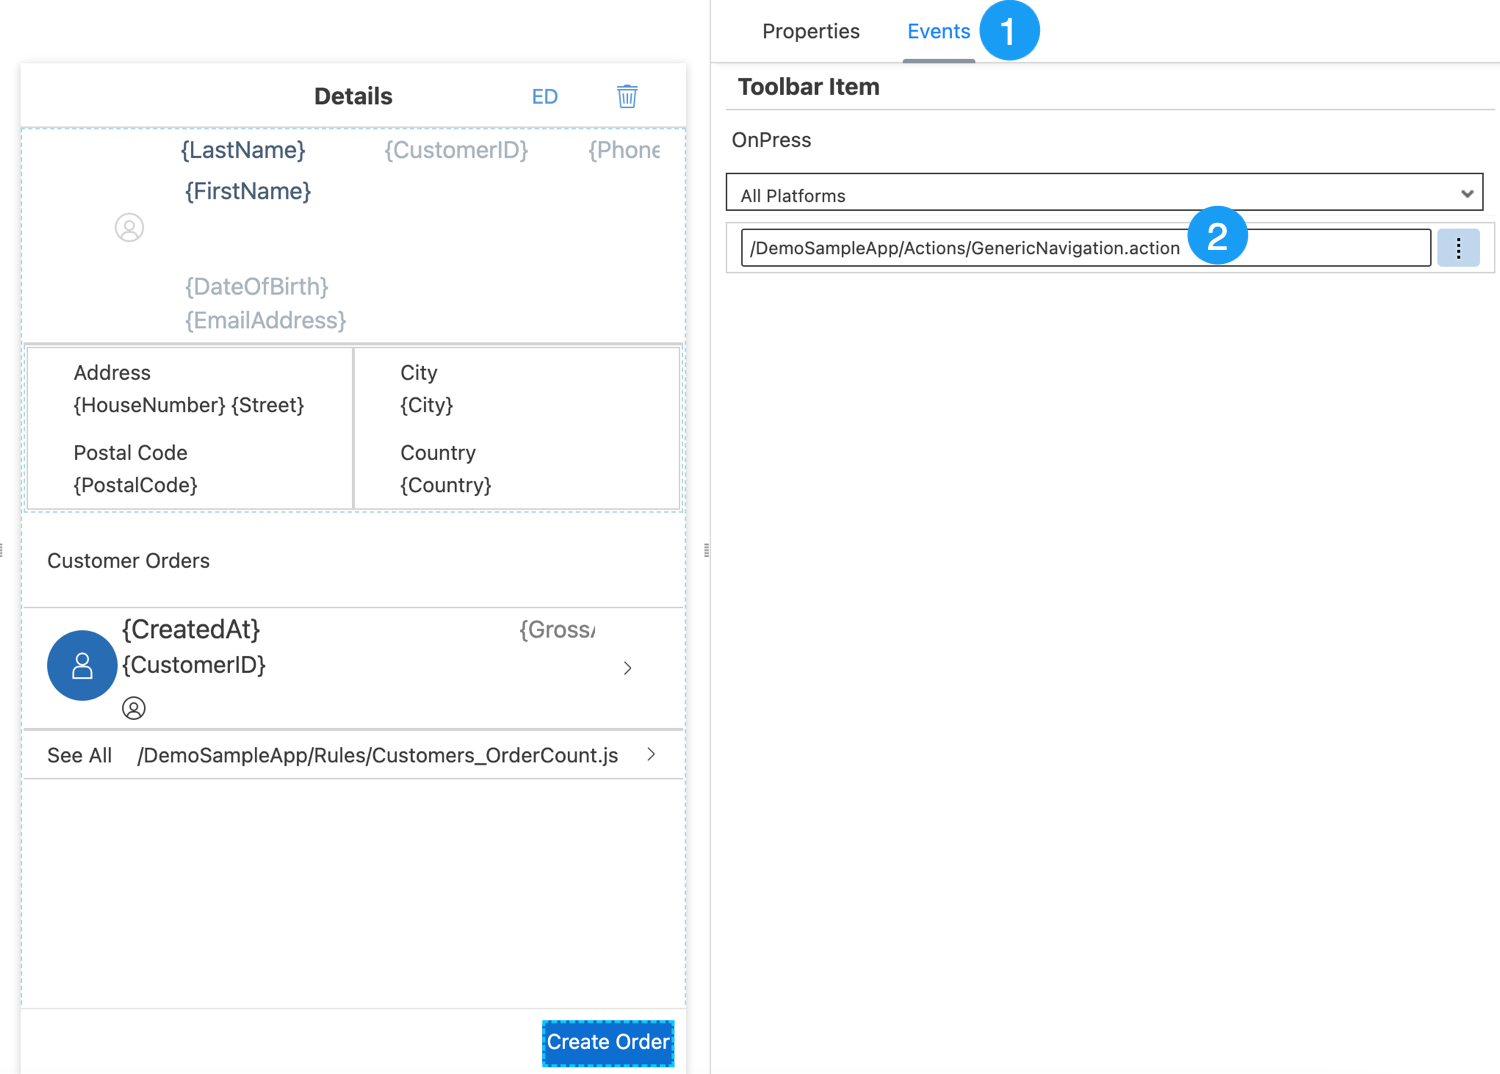 Details
ED
{LastName}
{CustomerID}
{Phone
{FirstName}
{DateOfBirth}
{EmailAddress}
Address
{HouseNumber} {Street}
City
{City}
Postal Code
{PostalCode}
Country
{Country}
Customer Orders
{CreatedAt}
{Gross
{CustomerID}
See All
/DemoSampleApp/Rules/Customers_OrderCount.js
Create Order
Properties
Events
1
Toolbar Item
OnPress
All Platforms
/DemoSampleApp/Actions/GenericNavigation.action
2